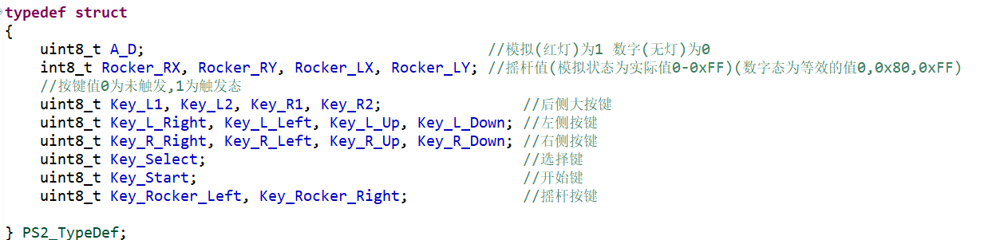 typedef struct
{
    uint8_t A_D;                                       //模拟(红灯)为1 数字(无灯)为0
    int8_t Rocker_RX, Rocker_RY, Rocker_LX, Rocker_LY; //摇杆值(模拟状态为实际值0-0xFF)(数字态为等效的值0,0x80,0xFF)
    //按键值0为未触发,1为触发态
    uint8_t Key_L1, Key_L2, Key_R1, Key_R2;                //后侧大按键
    uint8_t Key_L_Right, Key_L_Left, Key_L_Up, Key_L_Down; //左侧按键
    uint8_t Key_R_Right, Key_R_Left, Key_R_Up, Key_R_Down; //右侧按键
    uint8_t Key_Select;                                    //选择键
    uint8_t Key_Start;                                     //开始键
    uint8_t Key_Rocker_Left, Key_Rocker_Right;             //摇杆按键
} PS2_TypeDef;